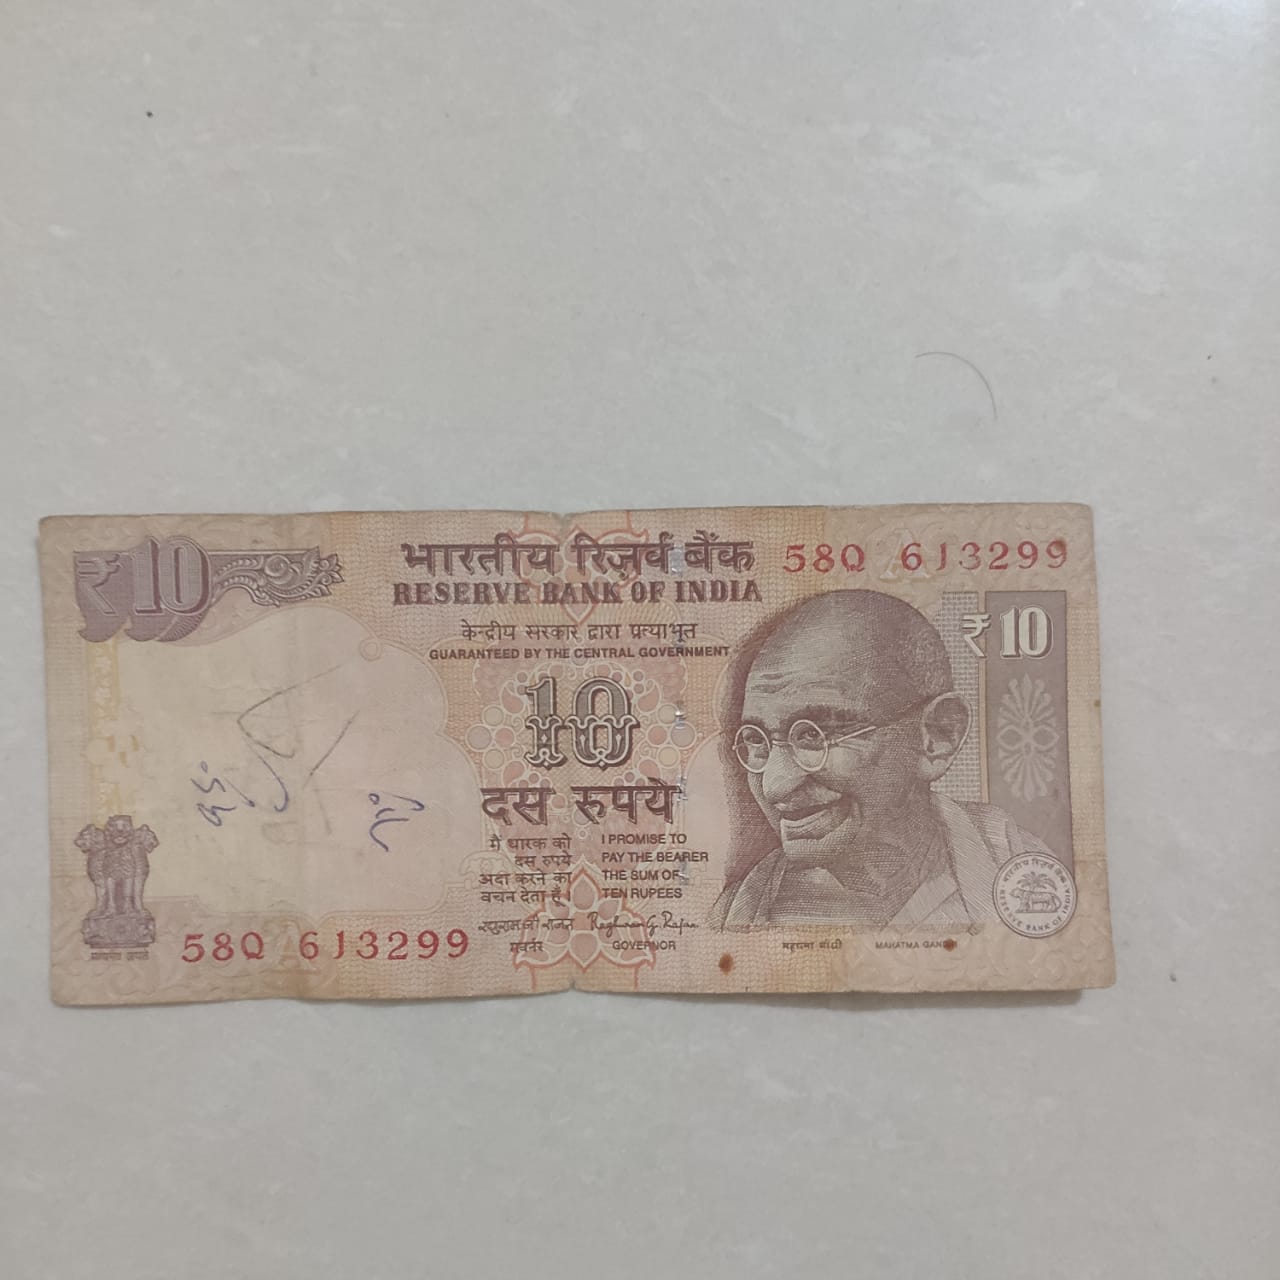 ₹10
भारतीय रिज़र्व बैंक
58Q 613299
RESERVE BANK OF INDIA
केन्द्रीय सरकार द्वारा प्रत्याभूत
GUARANTEED BY THE CENTRAL GOVERNMENT
₹10
10
दस रुपये
मैं धारक को
दस रुपये
अदा करने का
वचन देता हूँ।
I PROMISE TO
PAY THE BEARER
THE SUM OF
TEN RUPEES
Raghuram G. Rajan
गवर्नर
GOVERNOR
58Q 613299
सत्यमेव जयते
महात्मा गांधी
MAHATMA GANDHI
भारतीय रिज़र्व बैंक
RESERVE BANK OF INDIA